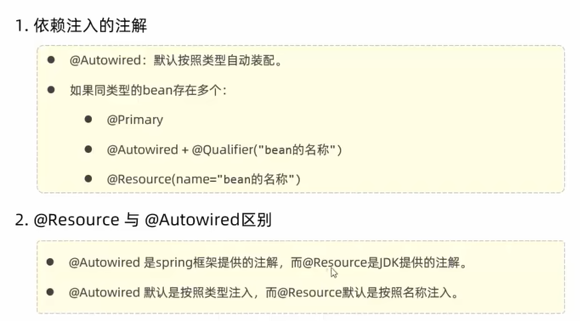 1. 依赖注入的注解
@Autowired：默认按照类型自动装配。
如果同类型的bean存在多个：
@Primary
@Autowired + @Qualifier("bean的名称")
@Resource(name="bean的名称")
2. @Resource 与 @Autowired区别
@Autowired 是spring框架提供的注解，而@Resource是JDK提供的注解。
@Autowired 默认是按照类型注入，而@Resource默认是按照名称注入。